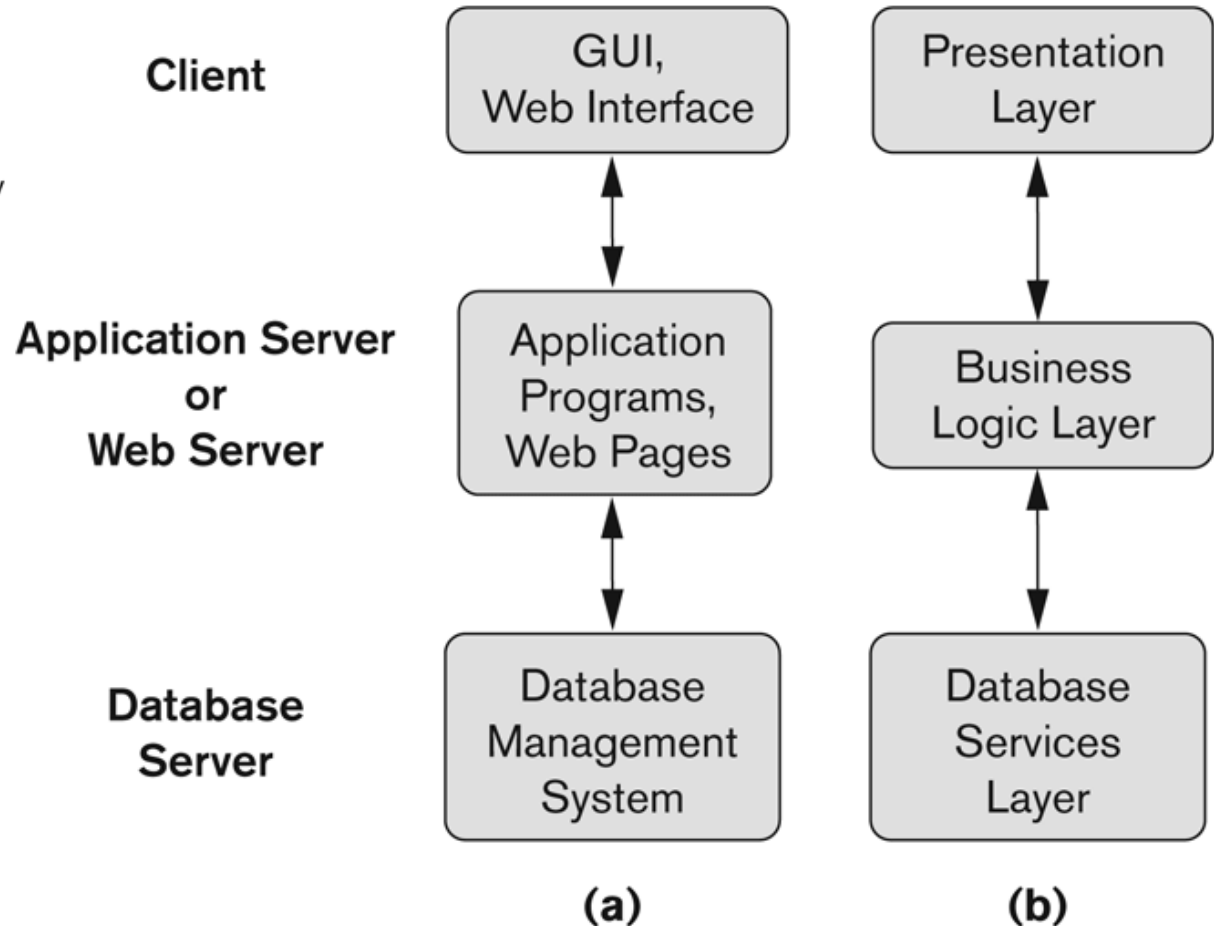 Client
GUI,
Web Interface
Presentation
Layer
Application Server
or
Web Server
Application
Programs,
Web Pages
Business
Logic Layer
Database
Server
Database
Management
System
Database
Services
Layer
(a)
(b)